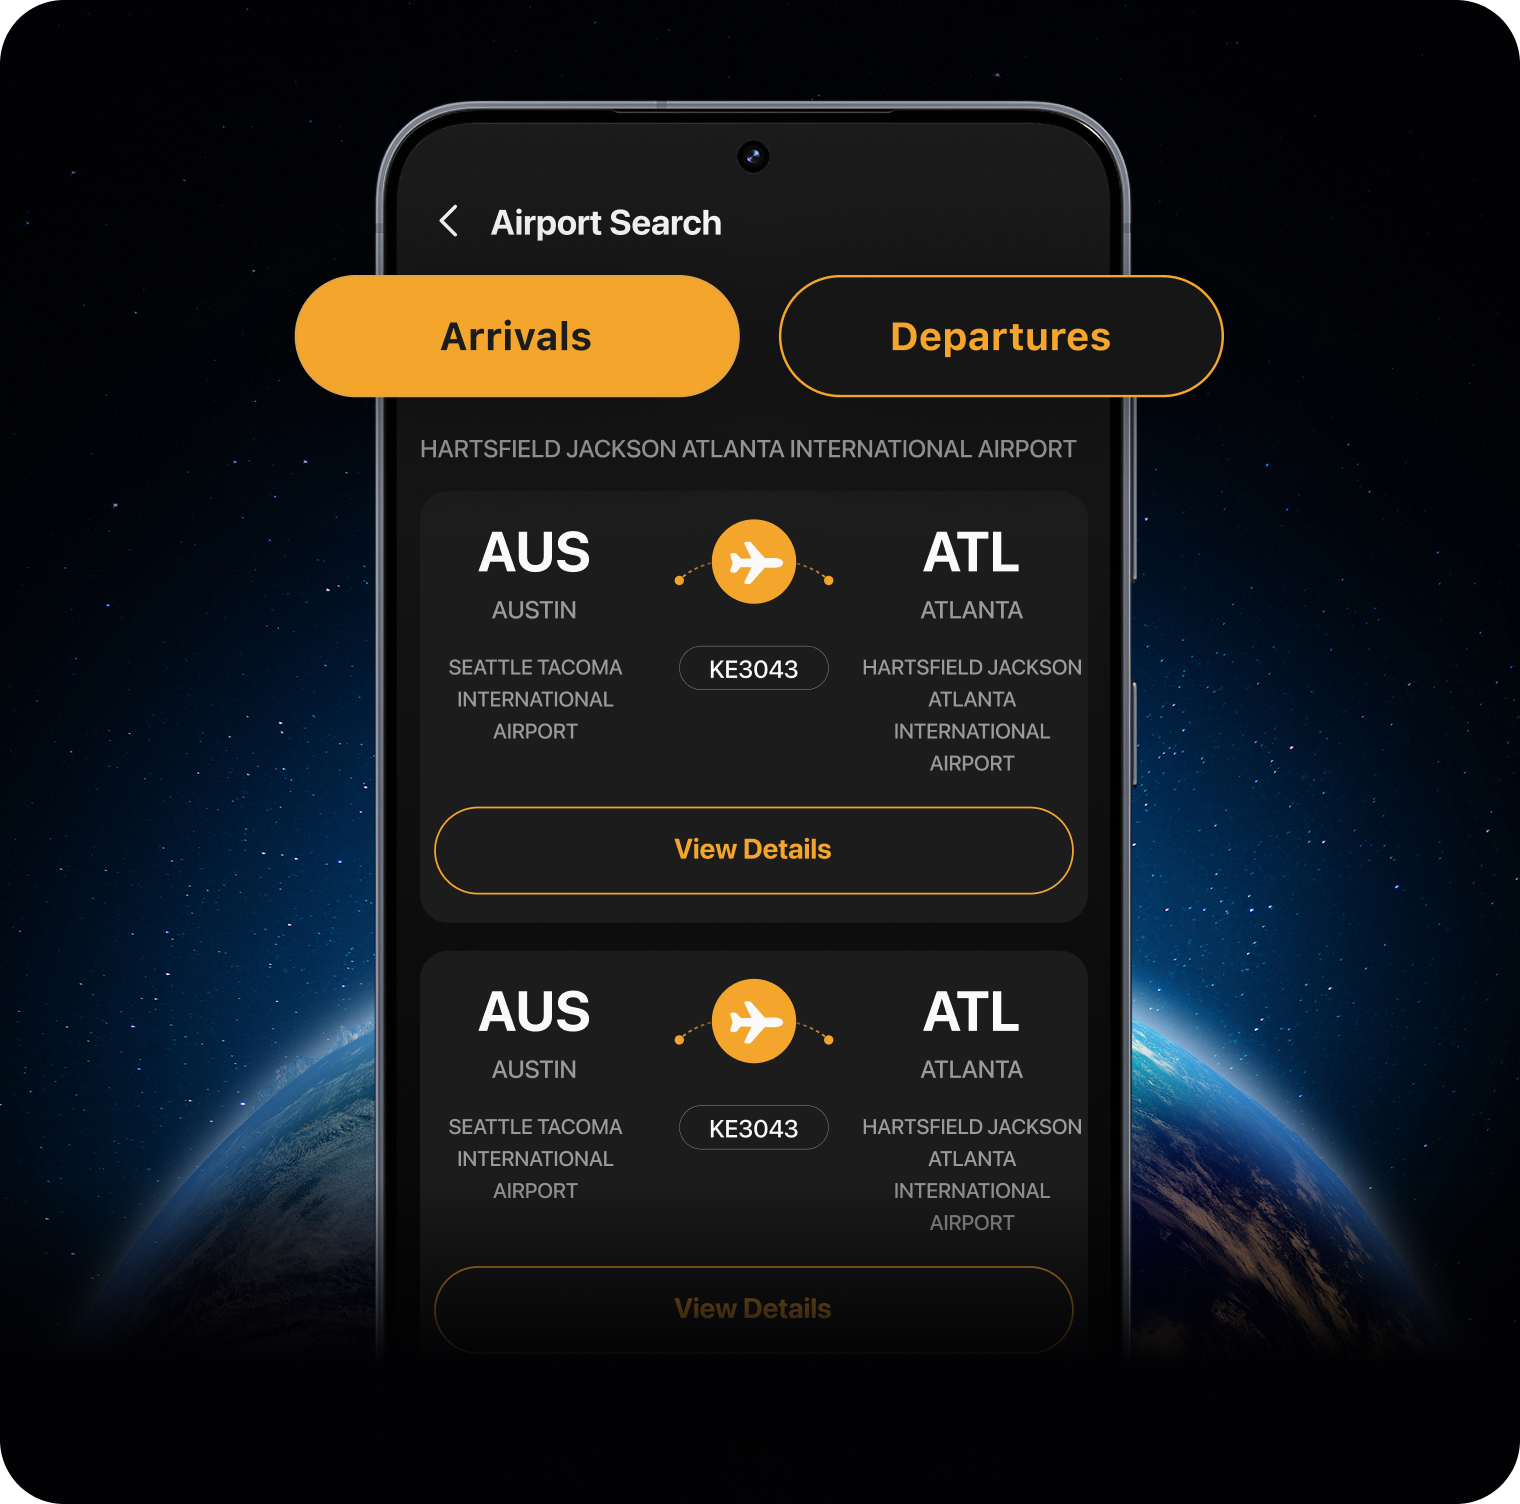 Airport Search
Arrivals
Departures
HARTSFIELD JACKSON ATLANTA INTERNATIONAL AIRPORT
AUS
ATL
AUSTIN
ATLANTA
SEATTLE TACOMA
INTERNATIONAL
AIRPORT
KE3043
HARTSFIELD JACKSON
ATLANTA
INTERNATIONAL
AIRPORT
View Details
AUS
ATL
AUSTIN
ATLANTA
SEATTLE TACOMA
INTERNATIONAL
AIRPORT
KE3043
HARTSFIELD JACKSON
ATLANTA
INTERNATIONAL
AIRPORT
View Details